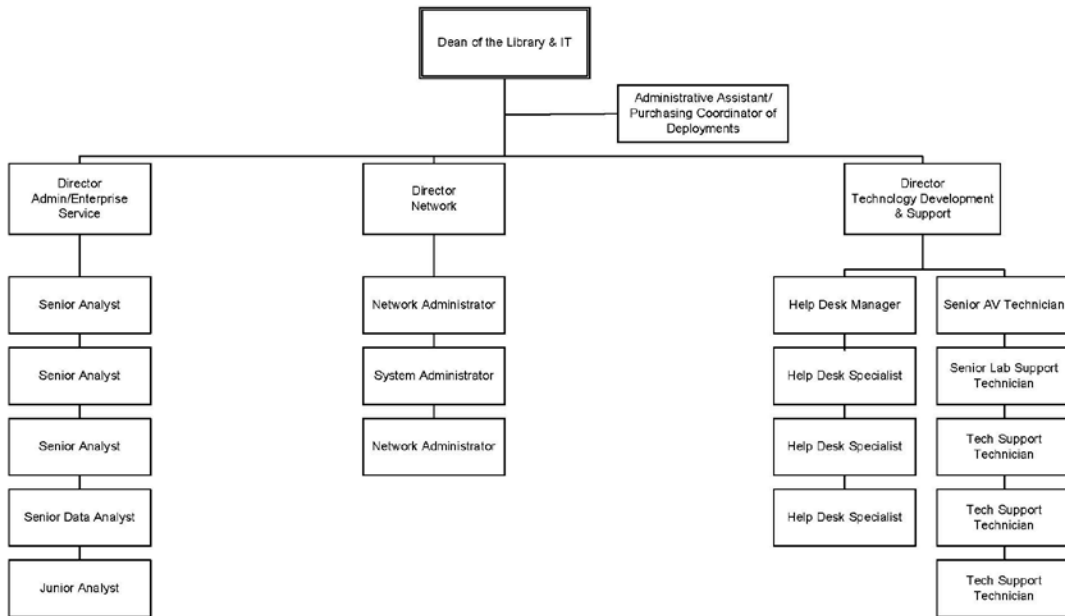 Dean of the Library & IT
Administrative Assistant/
Purchasing Coordinator of
Deployments
Director
Admin/Enterprise
Service
Director
Network
Director
Technology Development
& Support
Senior Analyst
Senior Analyst
Senior Analyst
Senior Data Analyst
Junior Analyst
Network Administrator
System Administrator
Network Administrator
Help Desk Manager
Help Desk Specialist
Help Desk Specialist
Help Desk Specialist
Senior AV Technician
Senior Lab Support
Technician
Tech Support
Technician
Tech Support
Technician
Tech Support
Technician